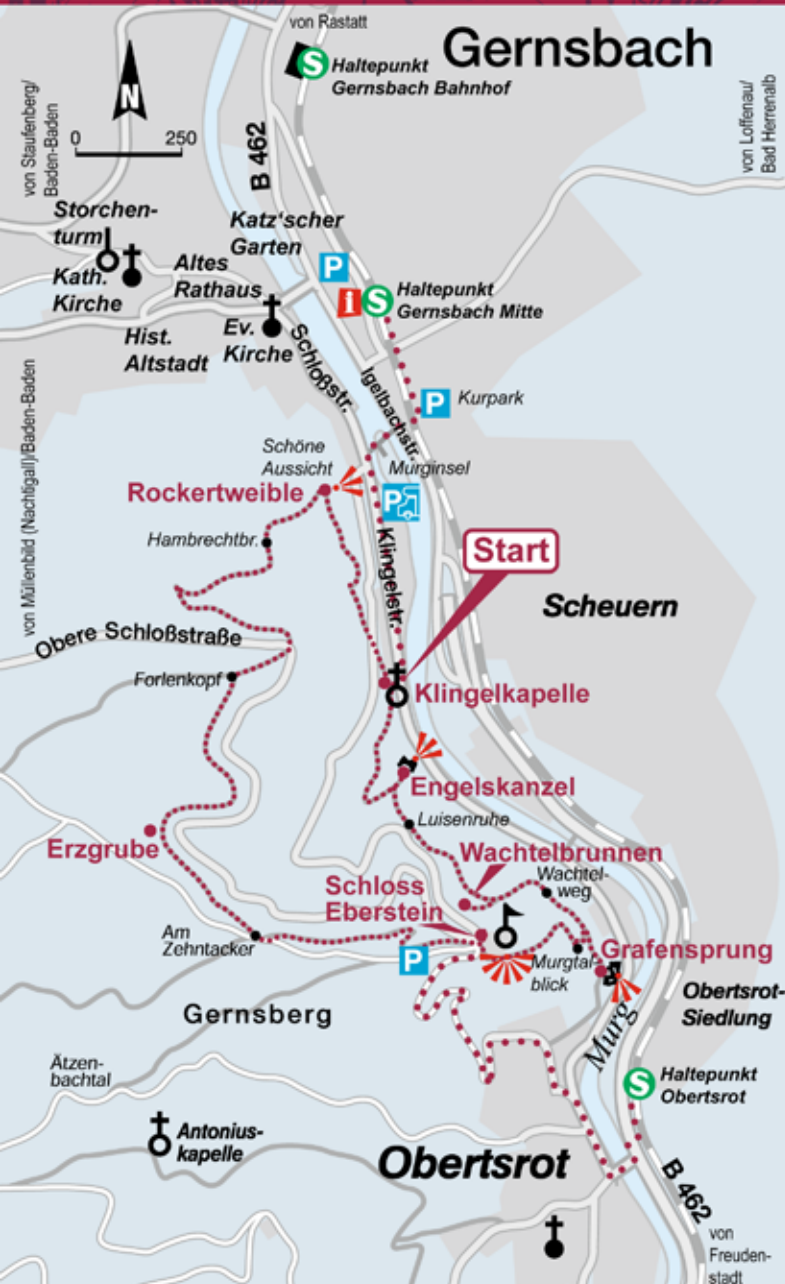 von Rastatt
Gernsbach
Haltepunkt
Gernsbach Bahnhof
von Staufenberg/
Baden-Baden
N
0 250
B 462
von Loffenau/
Bad Herrenalb
Storchen-
turm
Kath.
Kirche
Altes
Rathaus
Katz'scher
Garten
P
i
S
S
Haltepunkt
Gernsbach Mitte
Hist.
Altstadt
Ev.
Kirche
Schloßstr.
Igelbachstr.
P
Kurpark
von Müllenbild (Nachtigall)/Baden-Baden
Schöne
Aussicht
Murginsel
P
Rockertweible
Hambrechtbr.
Klingelstr.
Start
Scheuern
Obere Schloßstraße
Forlenkopf
Klingelkapelle
Engelskanzel
Luisenruhe
Erzgrube
Wachtelbrunnen
Wachtel-
weg
Schloss
Eberstein
Am
Zehntacker
P
Murgtal-
blick
Grafensprung
Obertsrot-
Siedlung
Gernsberg
Murg
Ätzen-
bachtal
S
Haltepunkt
Obertsrot
Antonius-
kapelle
Obertsrot
B 462
von
Freuden-
stadt